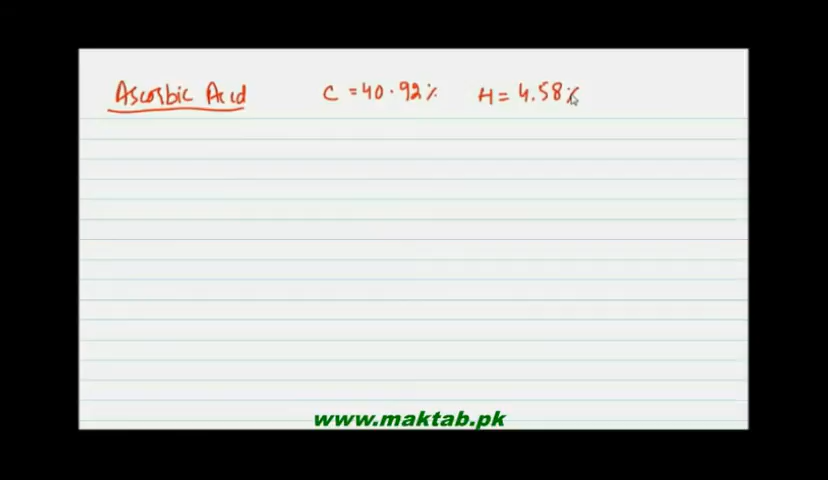 Ascorbic Acid C = 40.92% H = 4.58%
www.maktab.pk